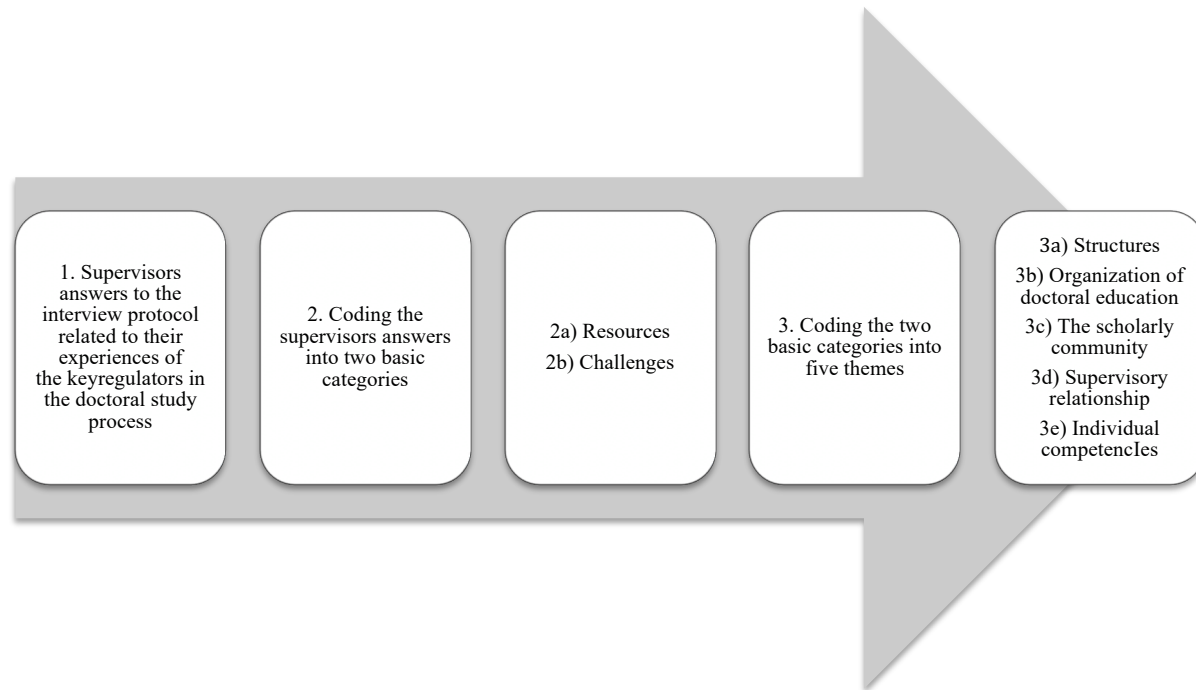 1. Supervisors
answers to the
interview protocol
related to their
experiences of
the keyregulators in
the doctoral study
process
2. Coding the
supervisors answers
into two basic
categories
2a) Resources
2b) Challenges
3. Coding the two
basic categories into
five themes
3a) Structures
3b) Organization of
doctoral education
3c) The scholarly
community
3d) Supervisory
relationship
3e) Individual
competencIes